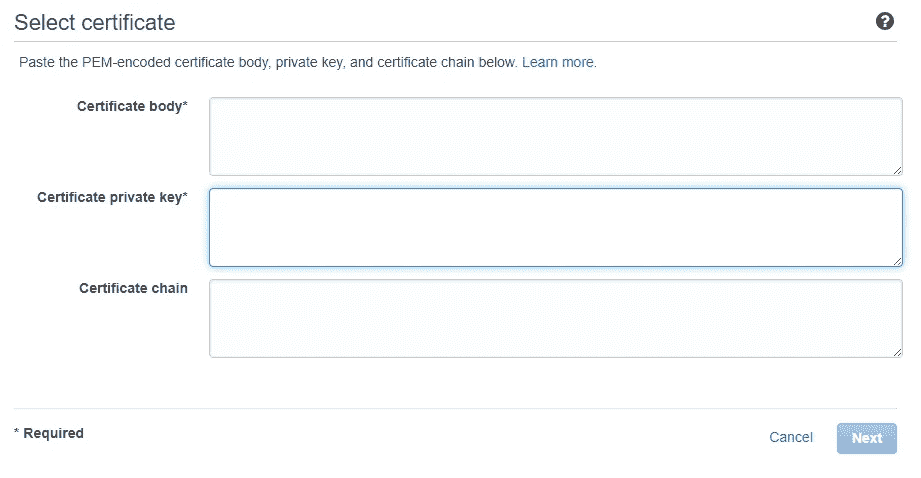 Select certificate
?
Paste the PEM-encoded certificate body, private key, and certificate chain below. Learn more.
Certificate body*
Certificate private key*
Certificate chain
* Required
Cancel
Next